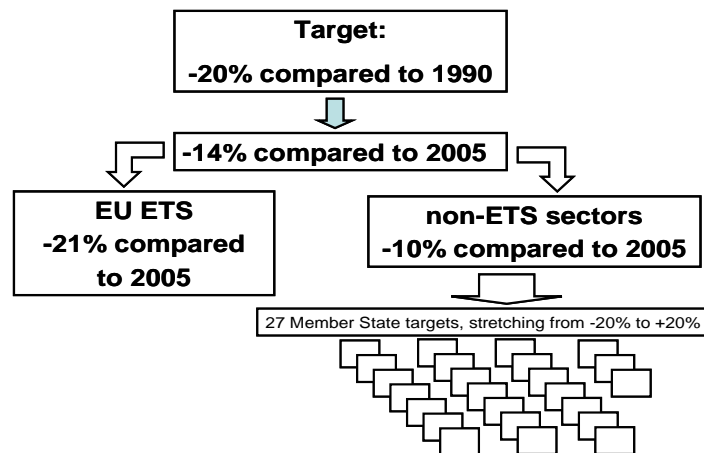 Target:
-20% compared to 1990
-14% compared to 2005
EU ETS
-21% compared
to 2005
non-ETS sectors
-10% compared to 2005
27 Member State targets, stretching from -20% to +20%